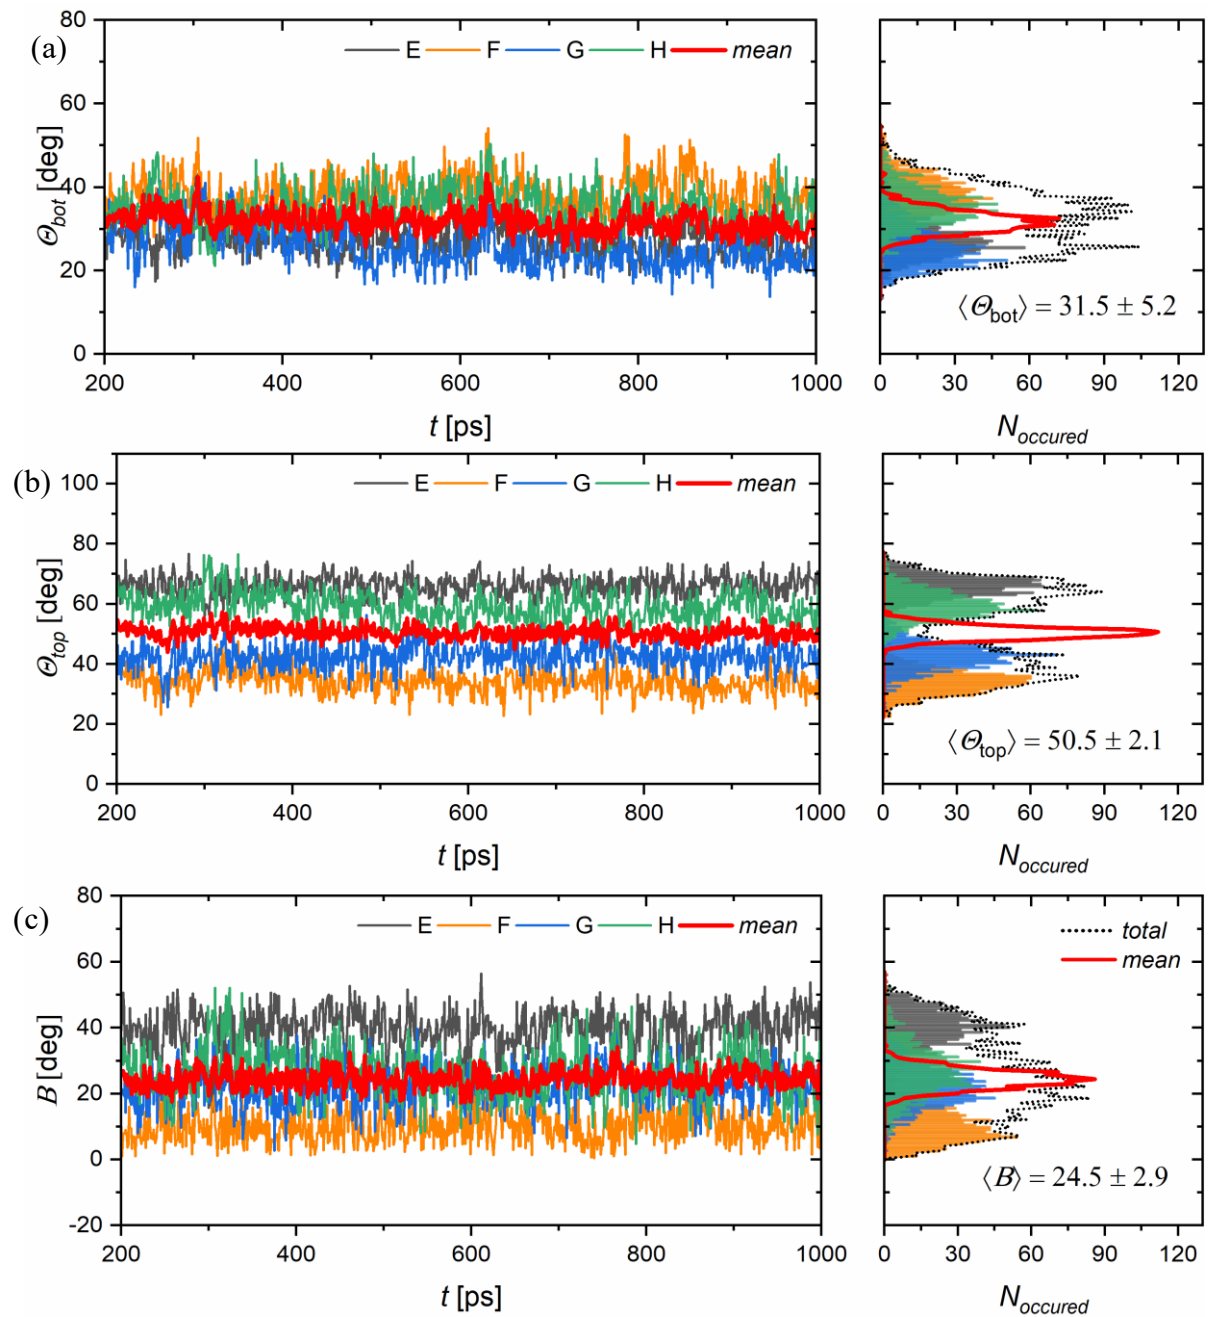 (a)
Θbot [deg]
80
60
40
20
0
E F G H mean
200 400 600 800 1000
t [ps]
⟨Θbot⟩ = 31.5 ± 5.2
0 30 60 90 120
Noccured
(b)
Θtop [deg]
100
80
60
40
20
0
E F G H mean
200 400 600 800 1000
t [ps]
⟨Θtop⟩ = 50.5 ± 2.1
0 30 60 90 120
Noccured
(c)
B [deg]
80
60
40
20
0
-20
E F G H mean
200 400 600 800 1000
t [ps]
total
mean
⟨B⟩ = 24.5 ± 2.9
0 30 60 90 120
Noccured